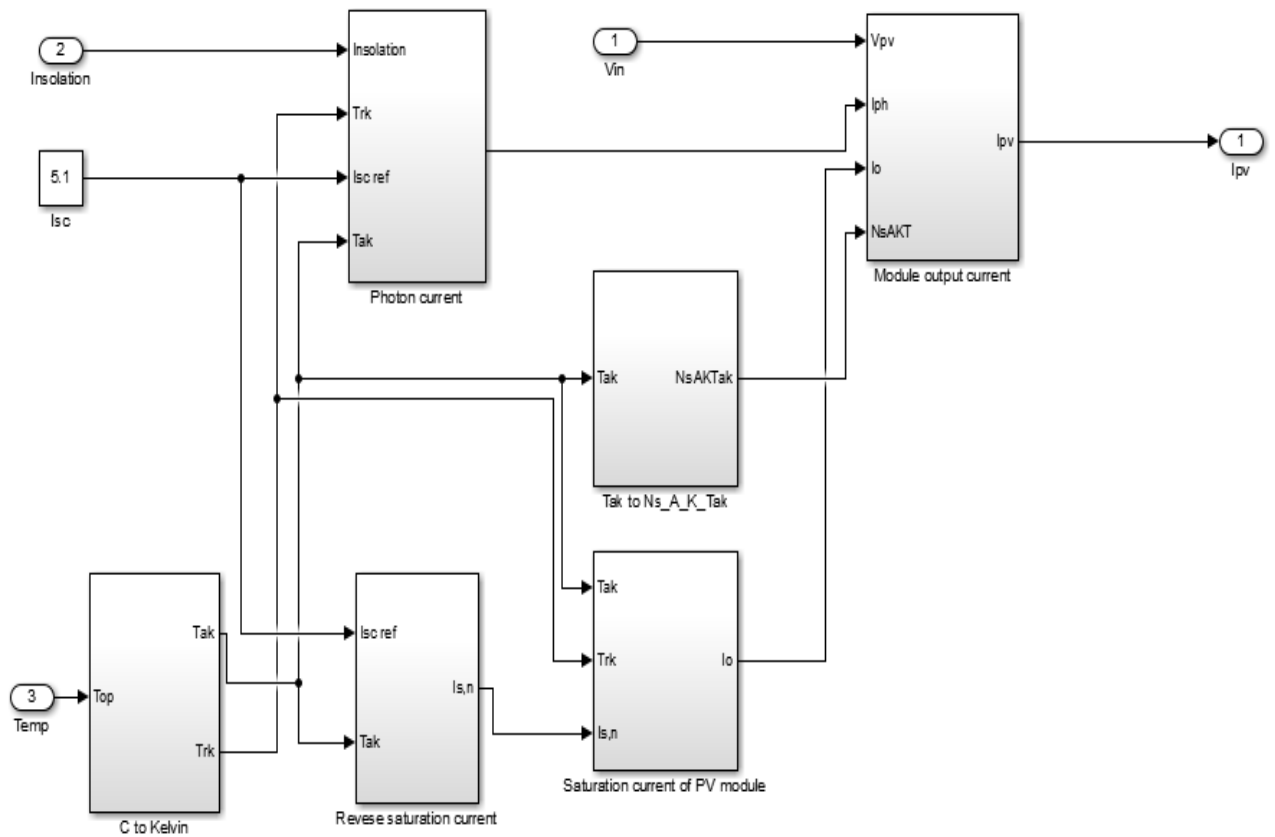 2
Insolation
5.1
Isc
Insolation
Trk
Isc ref
Tak
Photon current
1
Vin
Vpv
Iph
Io
NsAKT
Ipv
Module output current
1
Ipv
Tak
NsAKTak
Tak to Ns_A_K_Tak
3
Temp
Top
Tak
Trk
C to Kelvin
Isc ref
Tak
Is,n
Revese saturation current
Tak
Trk
Is,n
Io
Saturation current of PV module